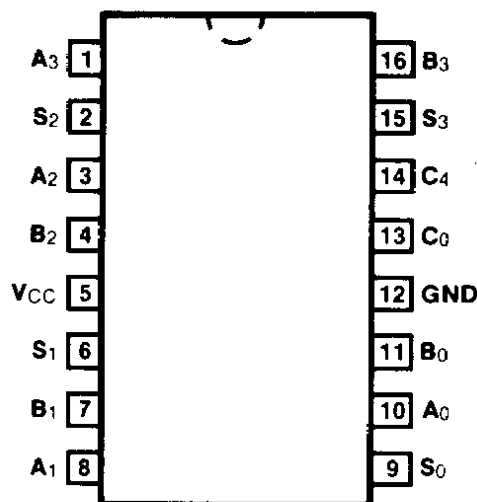 A3 1 16 B3
S2 2 15 S3
A2 3 14 C4
B2 4 13 C0
VCC 5 12 GND
S1 6 11 B0
B1 7 10 A0
A1 8 9 S0